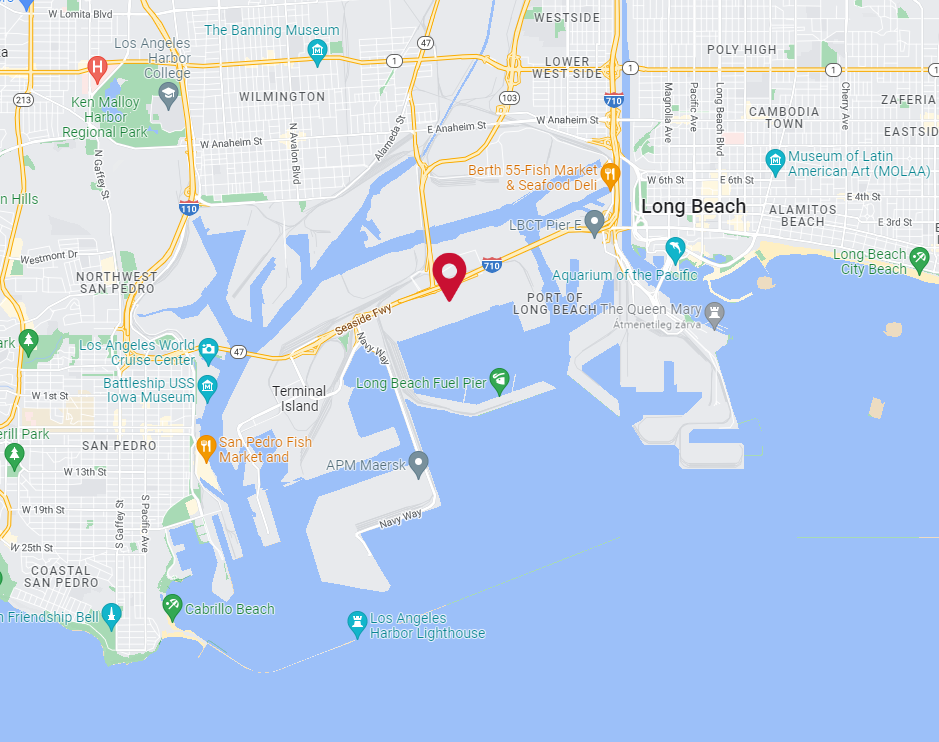 W Lomita Blvd
Los Angeles
Harbor
College
The Banning Museum
47
WESTSIDE
POLY HIGH
1
LOWER
WEST SIDE
1
1
1
H
213
Ken Malloy
Harbor
Regional Park
WILMINGTON
103
710
Magnolia Ave
Pacific Ave
Long Beach Blvd
Cherry Ave
ZAFERIA
CAMBODIA
TOWN
EASTSID
W Anaheim St
N Avalon Blvd
Alameda St
E Anaheim St
W Anaheim St
N Gaffey St
Berth 55-Fish Market
& Seafood Deli
Museum of Latin
American Art (MOLAA)
W 6th St
E 6th St
E 4th St
n Hills
110
Long Beach
ALAMITOS
BEACH
E 3rd St
E
LBCT Pier E
Westmont Dr
NORTHWEST
SAN PEDRO
710
Aquarium of the Pacific
Long Beach
City Beach
PORT OF
LONG BEACH
The Queen Mary
Átmenetileg zárva
Seaside Fwy
Navy Way
ark
Los Angeles World
Cruise Center
47
Battleship USS
Iowa Museum
Terminal
Island
Long Beach Fuel Pier
W 1st St
erill Park
SAN PEDRO
San Pedro Fish
Market and
APM Maersk
W 13th St
W 19th St
S Gaffey St
S Pacific Ave
Navy Way
W 25th St
COASTAL
SAN PEDRO
n Friendship Bell
Cabrillo Beach
Los Angeles
Harbor Lighthouse